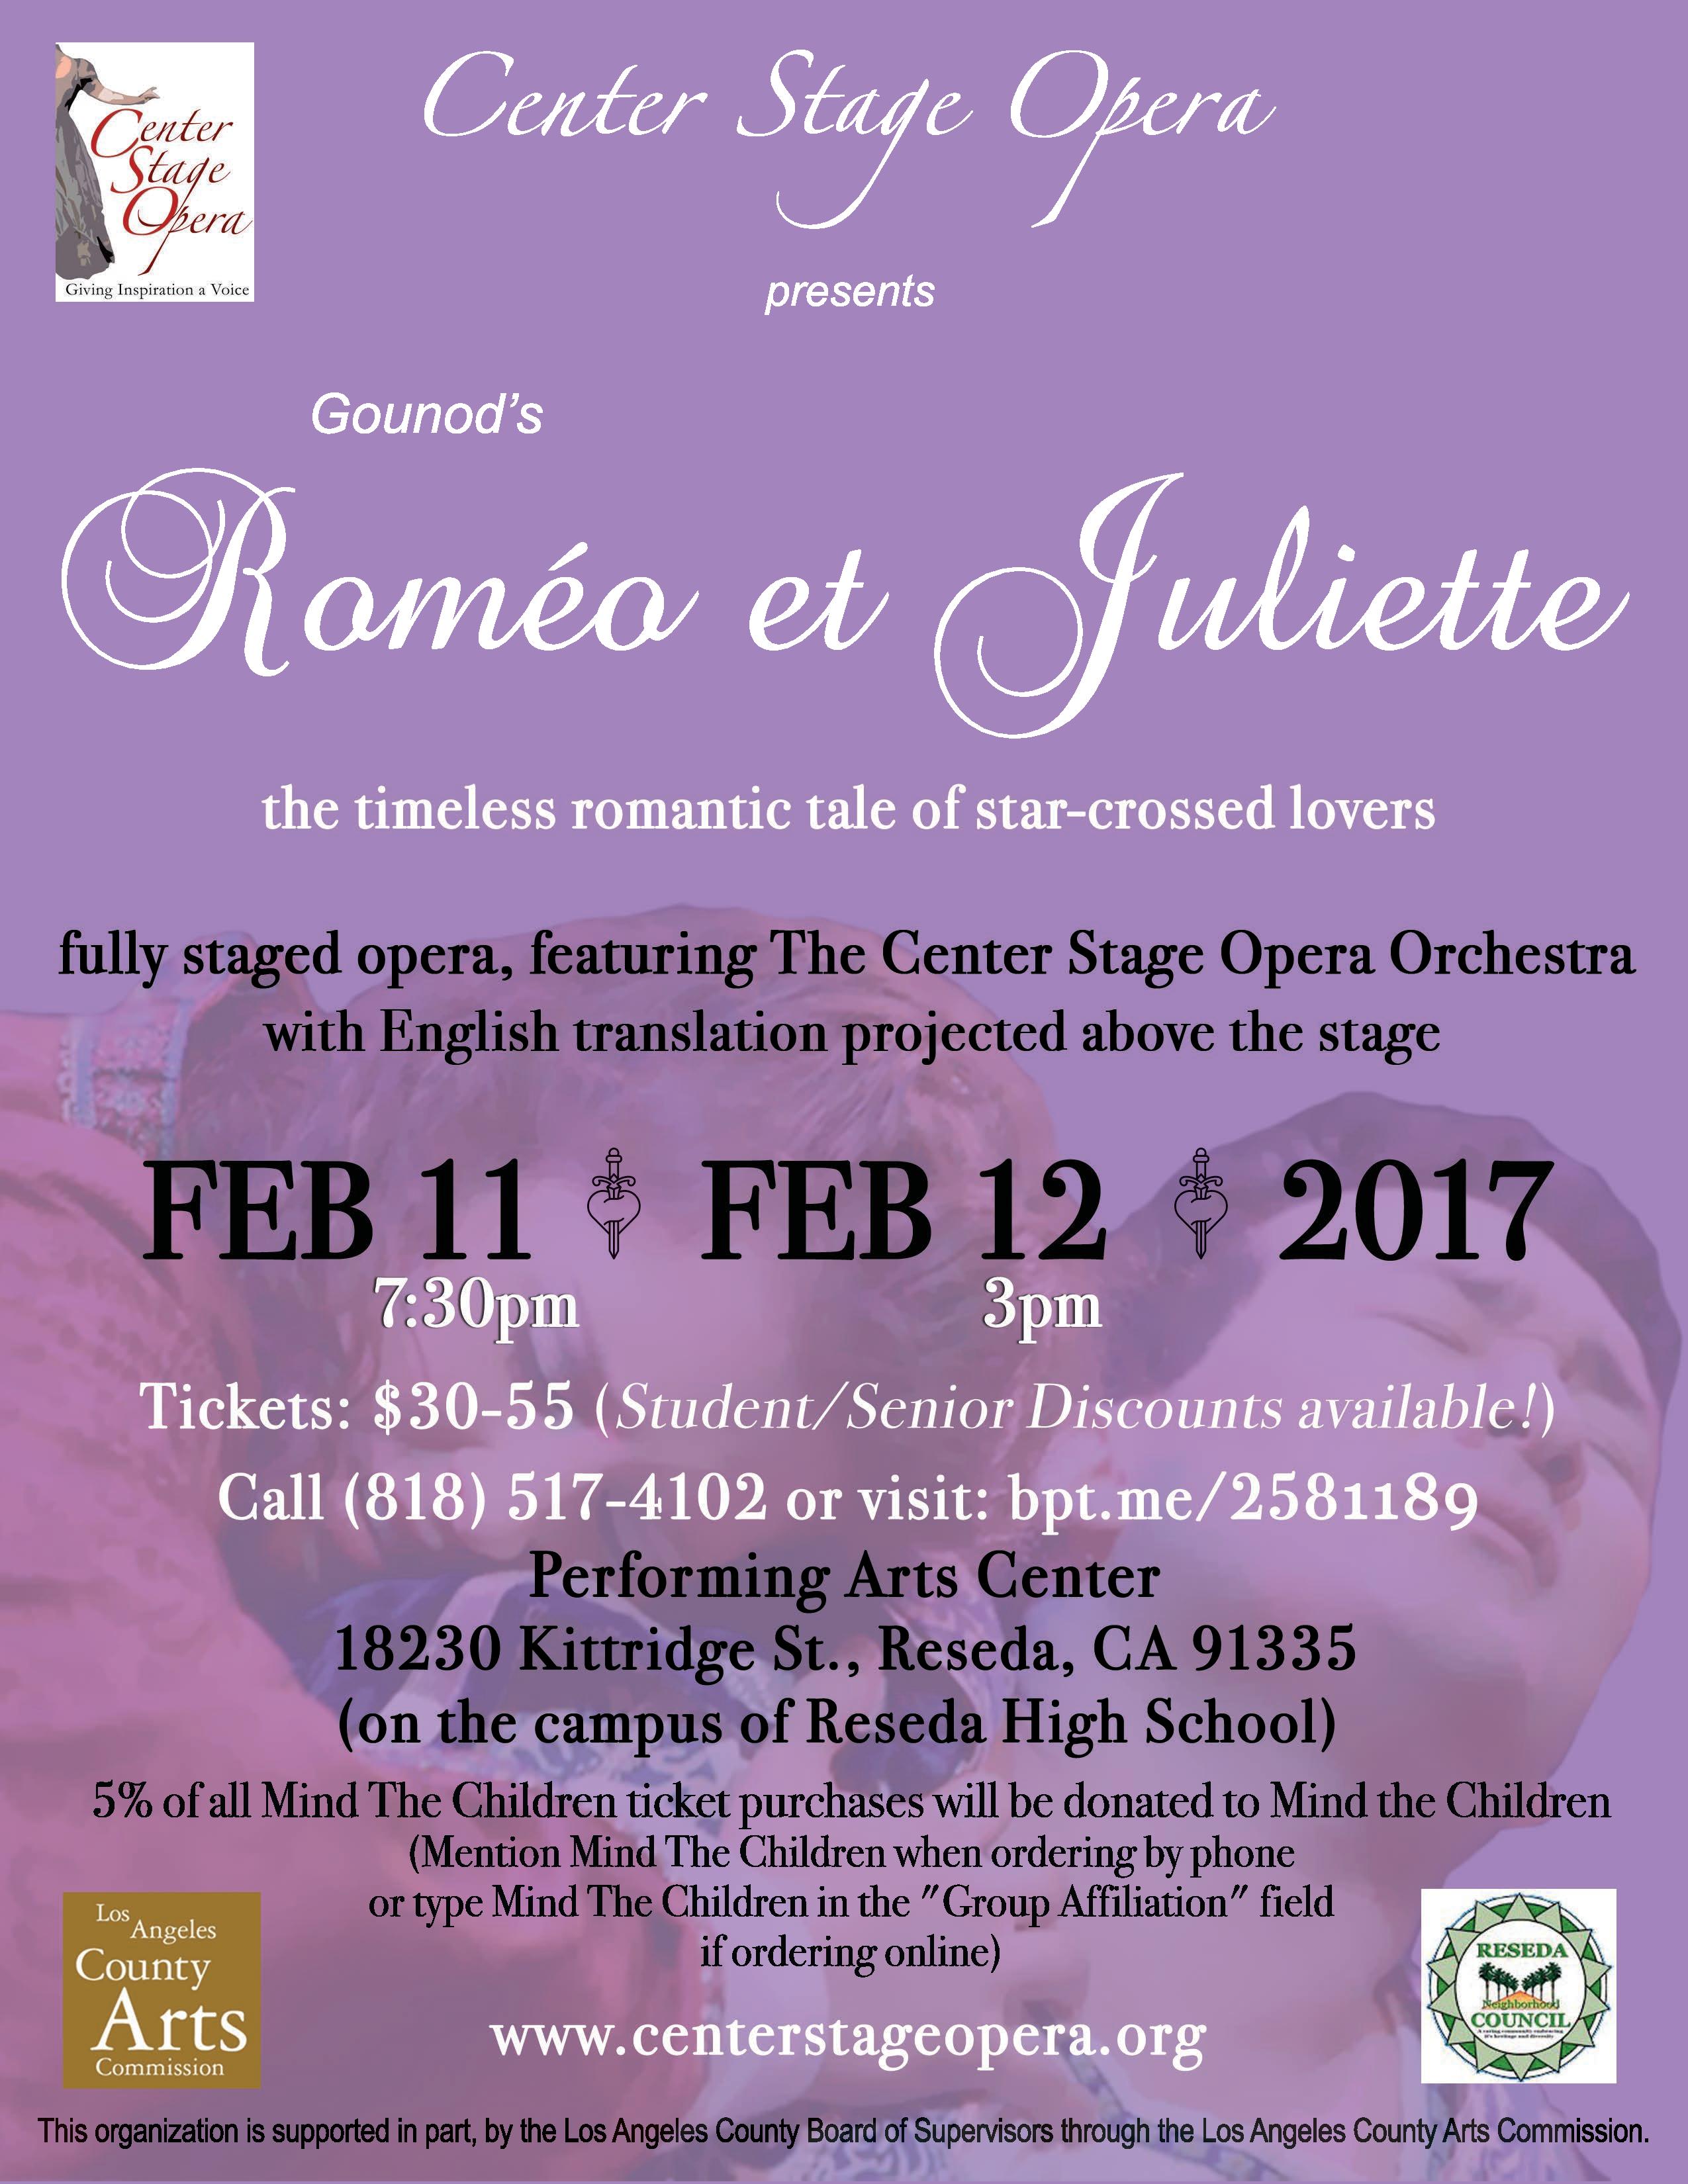 Center
Stage
Opera
Giving Inspiration a Voice
Center Stage Opera
presents
Gounod's
Roméo et Juliette
the timeless romantic tale of star-crossed lovers
fully staged opera, featuring The Center Stage Opera Orchestra
with English translation projected above the stage
FEB 11 FEB 12 2017
7:30pm 3pm
Tickets: $30-55 (Student/Senior Discounts available!)
Call (818) 517-4102 or visit: bpt.me/2581189
Performing Arts Center
18230 Kittridge St., Reseda, CA 91335
(on the campus of Reseda High School)
5% of all Mind The Children ticket purchases will be donated to Mind the Children
(Mention Mind The Children when ordering by phone
or type Mind The Children in the "Group Affiliation" field
if ordering online)
Los
Angeles
County
Arts
Commission
www.centerstageopera.org
RESEDA
Neighborhood
COUNCIL
A caring community embracing
it's heritage and diversity
This organization is supported in part, by the Los Angeles County Board of Supervisors through the Los Angeles County Arts Commission.